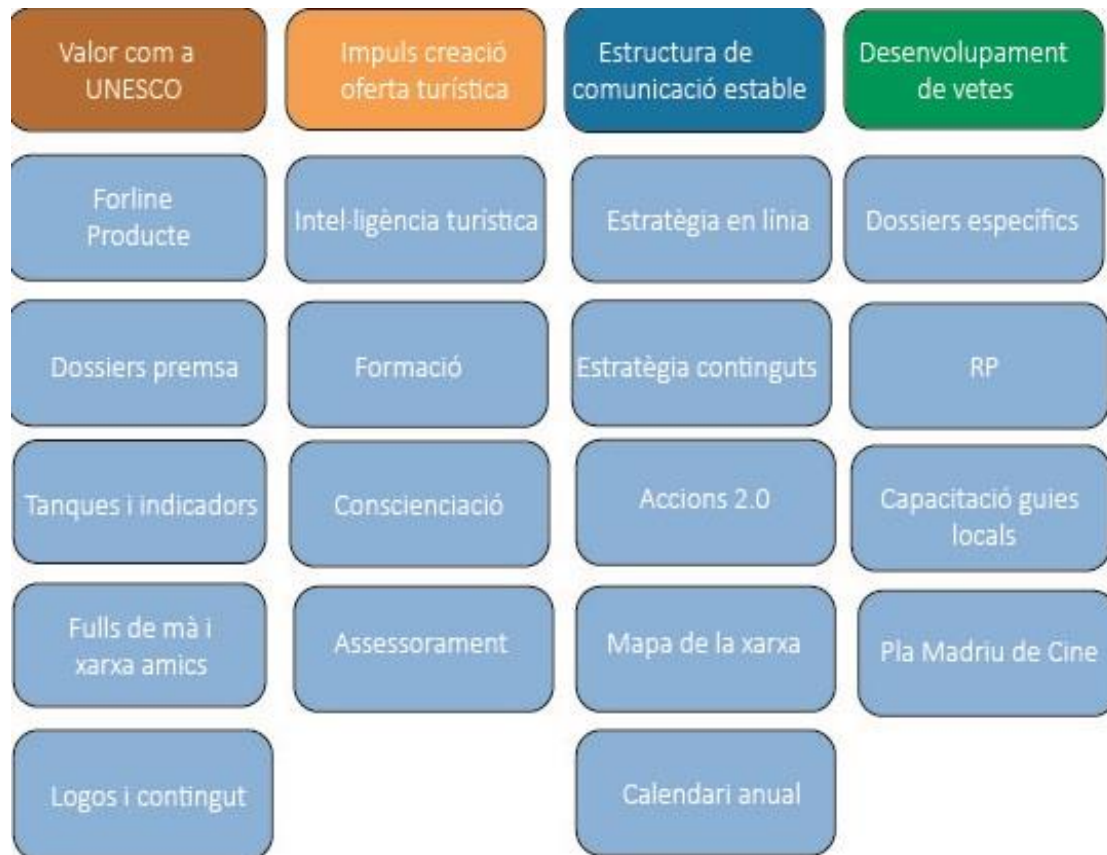 Valor com a
UNESCO
Impuls creació
oferta turística
Estructura de
comunicació estable
Desenvolupament
de vetes
Forline
Producte
Intel·ligència turística
Estratègia en línia
Dossiers específics
Dossiers premsa
Formació
Estratègia continguts
RP
Tanques i indicadors
Conscienciació
Accions 2.0
Capacitació guies
locals
Fulls de mà i
xarxa amics
Assessorament
Mapa de la xarxa
Pla Madriu de Cine
Logos i contingut
Calendari anual